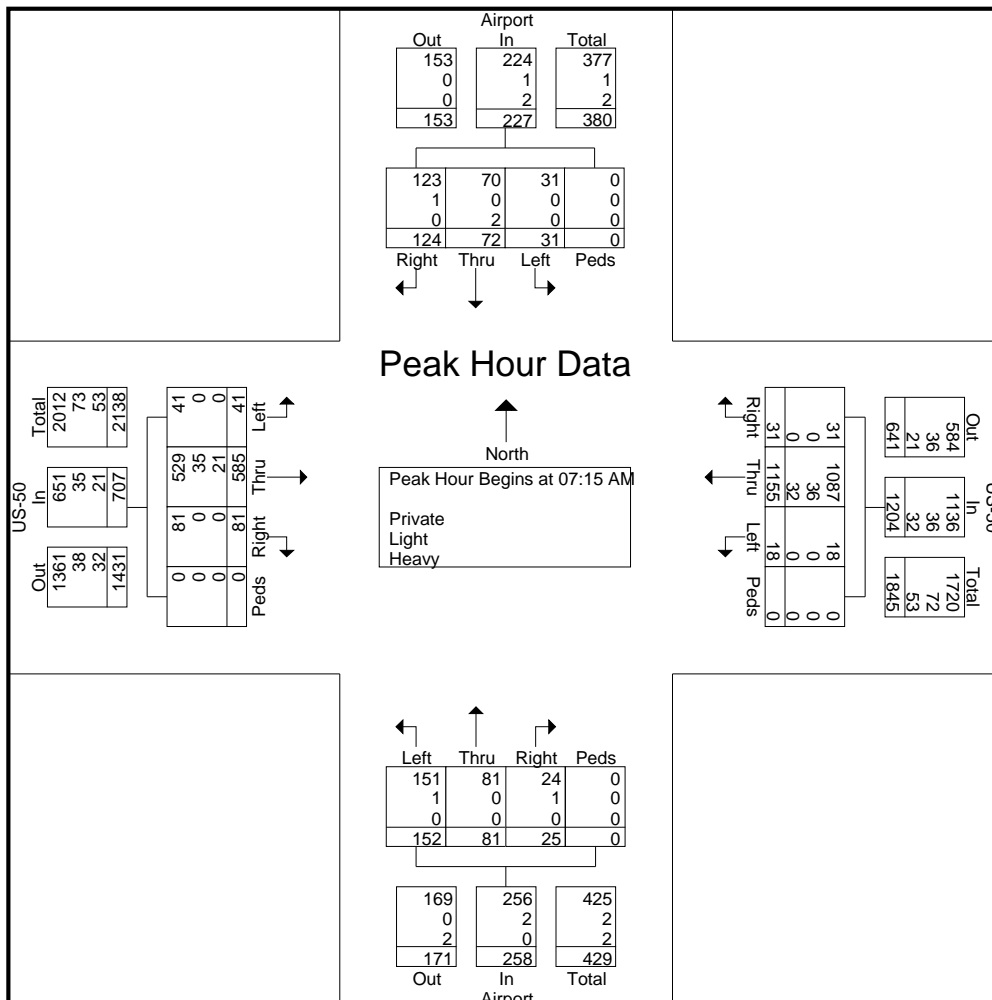 Airport
Out In Total
153 224 377
0 1 1
0 2 2
153 227 380
123 70 31 0
1 0 0 0
0 2 0 0
124 72 31 0
Right Thru Left Peds
Peak Hour Data
North
Peak Hour Begins at 07:15 AM
Private
Light
Heavy
US-50
Total In Out
2012 651 1361
73 35 38
53 21 32
2138 707 1431
Left Thru Right Peds
41 529 81 0
0 35 0 0
0 21 0 0
41 585 81 0
Right Thru Left Peds
31 1087 18 0
0 36 0 0
0 32 0 0
31 1155 18 0
US-50
Out In Total
584 1136 1720
36 36 72
21 32 53
641 1204 1845
Left Thru Right Peds
151 81 24 0
1 0 1 0
0 0 0 0
152 81 25 0
169 256 425
0 2 2
2 0 2
171 258 429
Out In Total
Airport